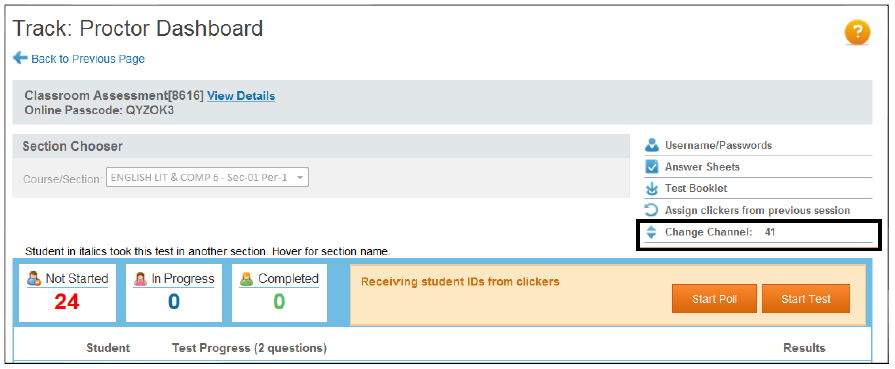 Track: Proctor Dashboard
?
Back to Previous Page
Classroom Assessment[8616] View Details
Online Passcode: QYZOK3
Section Chooser
Course/Section: ENGLISH LIT & COMP 6 - Sec-01 Per-1
Username/Passwords
Answer Sheets
Test Booklet
Assign clickers from previous session
Change Channel: 41
Student in italics took this test in another section. Hover for section name.
Not Started
24
In Progress
0
Completed
0
Receiving student IDs from clickers
Start Poll
Start Test
Student Test Progress (2 questions) Results